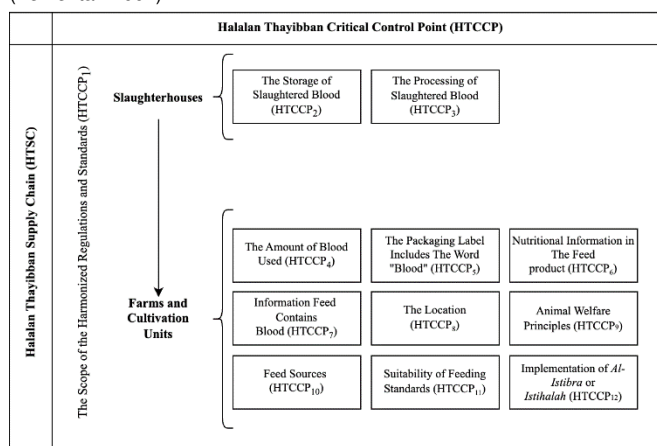 Halalan Thayibban Critical Control Point (HTCCP)
Halalan Thayibban Supply Chain (HTSC)
The Scope of the Harmonized Regulations and Standards (HTCCP1)
Slaughterhouses
The Storage of
Slaughtered Blood
(HTCCP2)
The Processing of
Slaughtered Blood
(HTCCP3)
Farms and
Cultivation
Units
The Amount of Blood
Used (HTCCP4)
The Packaging Label
Includes The Word
"Blood" (HTCCP5)
Nutritional Information in
The Feed
product (HTCCP6)
Information Feed
Contains
Blood (HTCCP7)
The Location
(HTCCP8)
Animal Welfare
Principles (HTCCP9)
Feed Sources
(HTCCP10)
Suitability of Feeding
Standards (HTCCP11)
Implementation of Al-
Istibra or
Istihalah (HTCCP12)